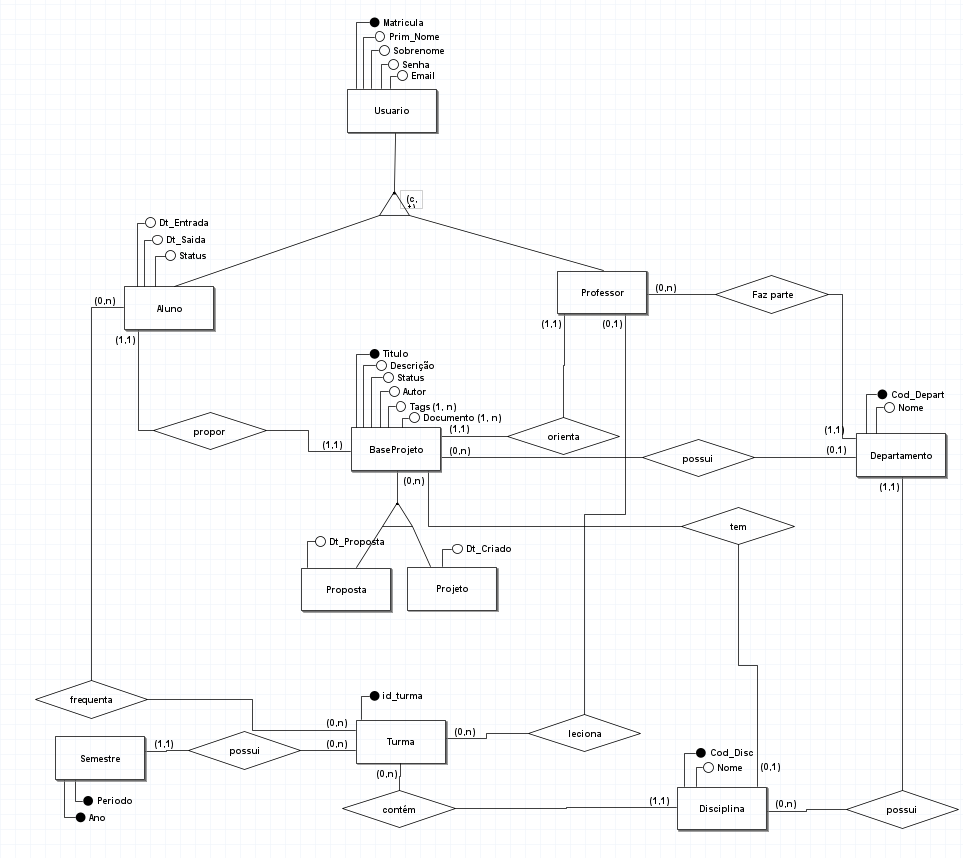 Matricula
Prim_Nome
Sobrenome
Senha
Email
Usuario
(c,
t)
Dt_Entrada
Dt_Saida
Status
(0,n)
Aluno
(1,1)
Professor
(0,n)
Faz parte
(1,1)
(0,1)
Titulo
Descrição
Status
Autor
Tags (1, n)
Documento (1, n)
Cod_Depart
Nome
propor
(1,1)
BaseProjeto
(1,1)
orienta
(0,n)
possui
(1,1)
(0,1)
Departamento
(0,n)
(1,1)
tem
Dt_Proposta
Dt_Criado
Proposta
Projeto
frequenta
id_turma
(0,n)
Semestre
(1,1)
possui
(0,n)
Turma
(0,n)
leciona
(0,n)
Cod_Disc
Nome
(0,1)
Periodo
Ano
contém
(1,1)
Disciplina
(0,n)
possui